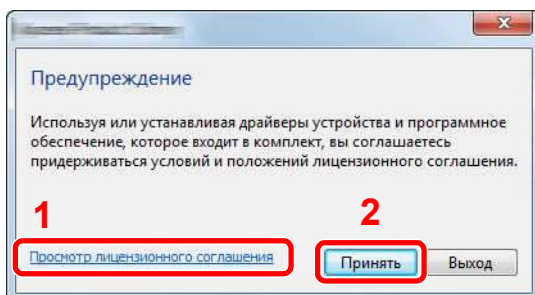 Предупреждение
Используя или устанавливая драйверы устройства и программное
обеспечение, которое входит в комплект, вы соглашаетесь
придерживаться условий и положений лицензионного соглашения.
1
2
Просмотр лицензионного соглашения
Принять
Выход